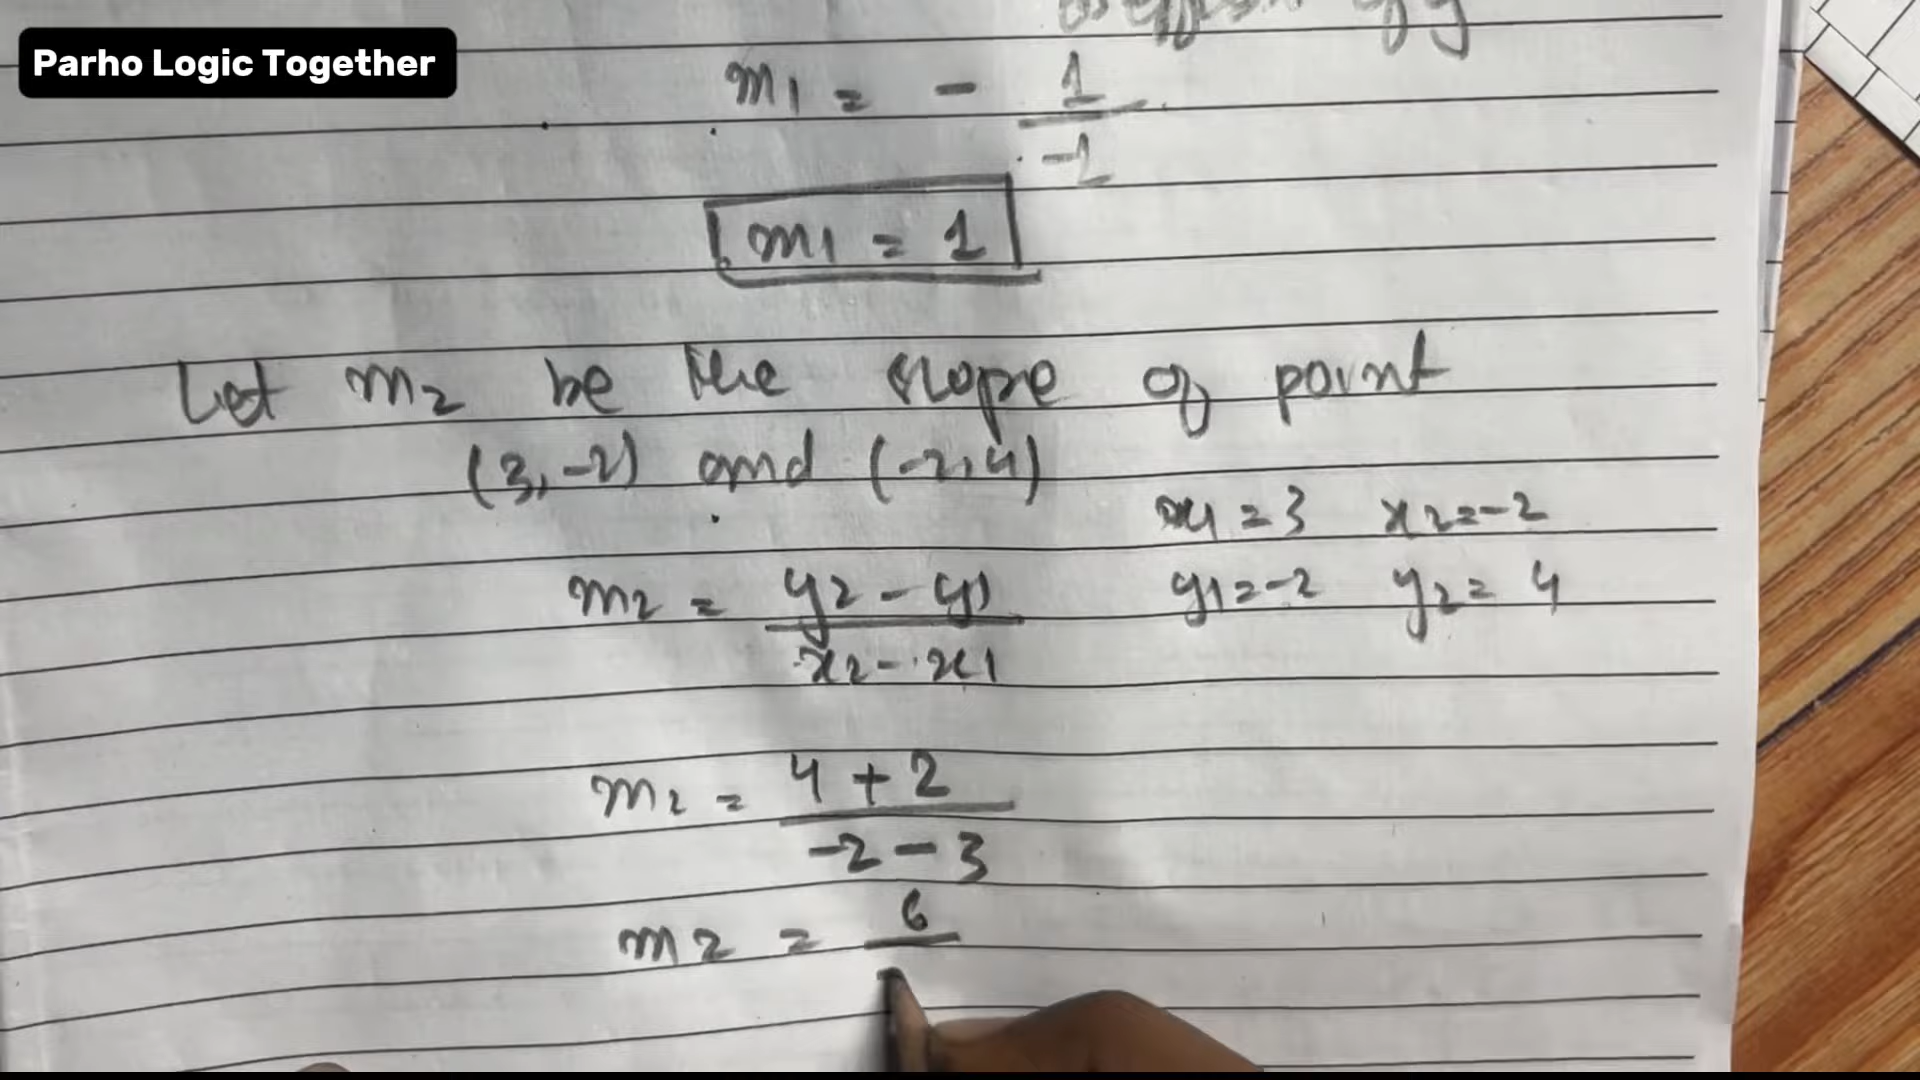 Parho Logic Together
of y
m1 = - 1/-1
m1 = 1
Let m2 be the slope of point
(3,-2) and (-2,4)
x1 = 3 x2 = -2
m2 = y2 - y1 / x2 - x1
y1 = -2 y2 = 4
m2 = 4 + 2 / -2 - 3
m2 = 6 / -